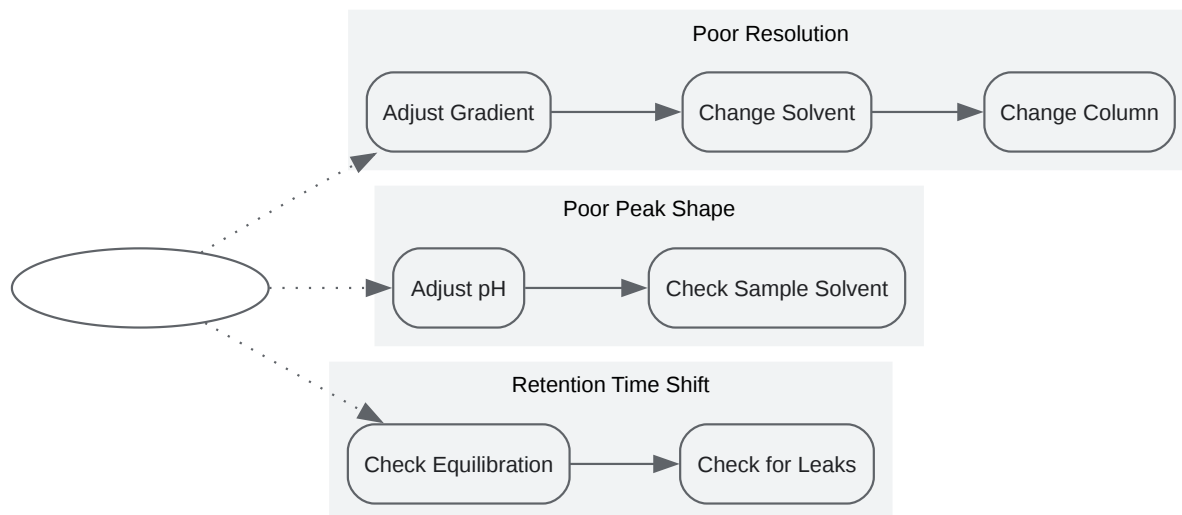 Poor Resolution
Adjust Gradient
Change Solvent
Change Column
Poor Peak Shape
Adjust pH
Check Sample Solvent
Retention Time Shift
Check Equilibration
Check for Leaks